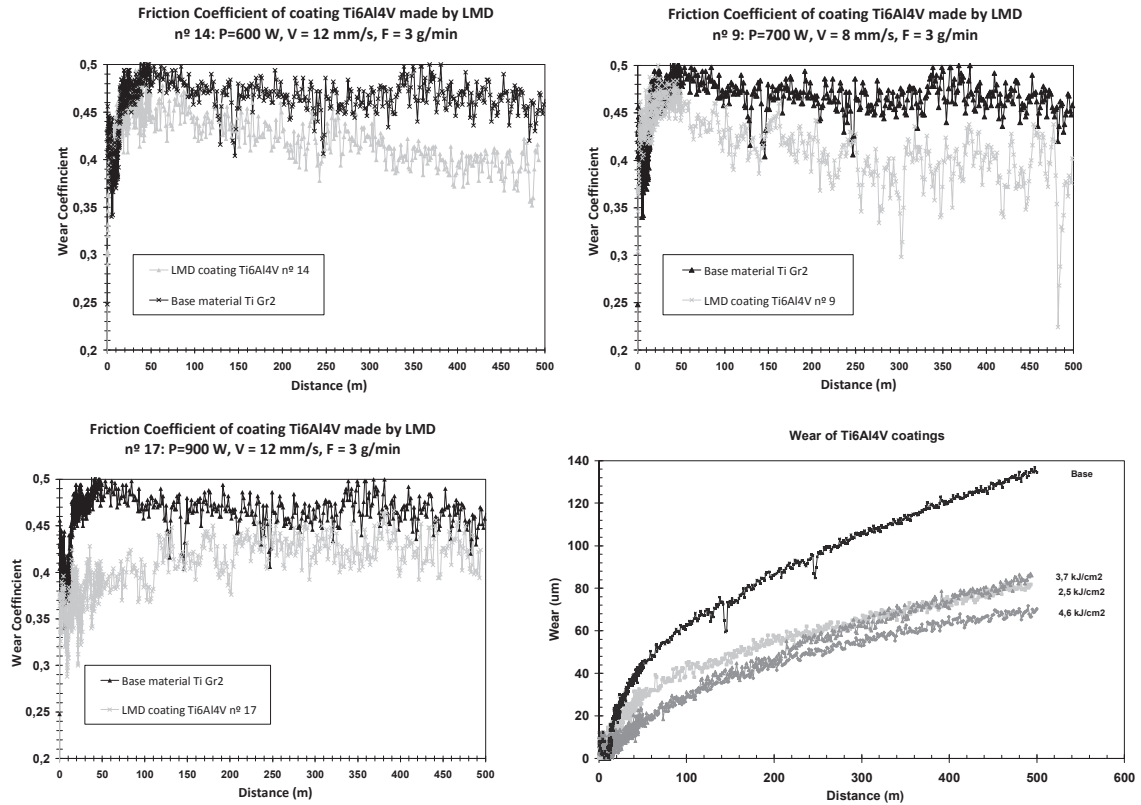 Friction Coefficient of coating Ti6Al4V made by LMD
nº 14: P=600 W, V = 12 mm/s, F = 3 g/min
0,5
0,45
0,4
0,35
0,3
0,25
0,2
Wear Coeffincient
LMD coating Ti6Al4V nº 14
Base material Ti Gr2
0 50 100 150 200 250 300 350 400 450 500
Distance (m)
Friction Coefficient of coating Ti6Al4V made by LMD
nº 9: P=700 W, V = 8 mm/s, F = 3 g/min
0,5
0,45
0,4
0,35
0,3
0,25
0,2
Wear Coeffincient
Base material Ti Gr2
LMD coating Ti6Al4V nº 9
0 50 100 150 200 250 300 350 400 450 500
Distance (m)
Friction Coefficient of coating Ti6Al4V made by LMD
nº 17: P=900 W, V = 12 mm/s, F = 3 g/min
0,5
0,45
0,4
0,35
0,3
0,25
0,2
Wear Coeffincient
Base material Ti Gr2
LMD coating Ti6Al4V nº 17
0 50 100 150 200 250 300 350 400 450 500
Distance (m)
Wear of Ti6Al4V coatings
140
120
100
80
60
40
20
0
Wear (um)
Base
3,7 kJ/cm2
2,5 kJ/cm2
4,6 kJ/cm2
0 100 200 300 400 500 600
Distance (m)